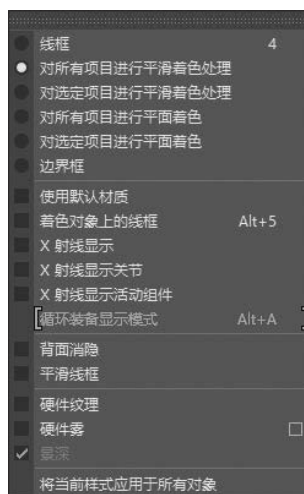 线框 4
对所有项目进行平滑着色处理
对选定项目进行平滑着色处理
对所有项目进行平面着色
对选定项目进行平面着色
边界框
使用默认材质
着色对象上的线框 Alt+5
X 射线显示
X 射线显示关节
X 射线显示活动组件
循环装备显示模式 Alt+A
背面消隐
平滑线框
硬件纹理
硬件雾
景深
将当前样式应用于所有对象